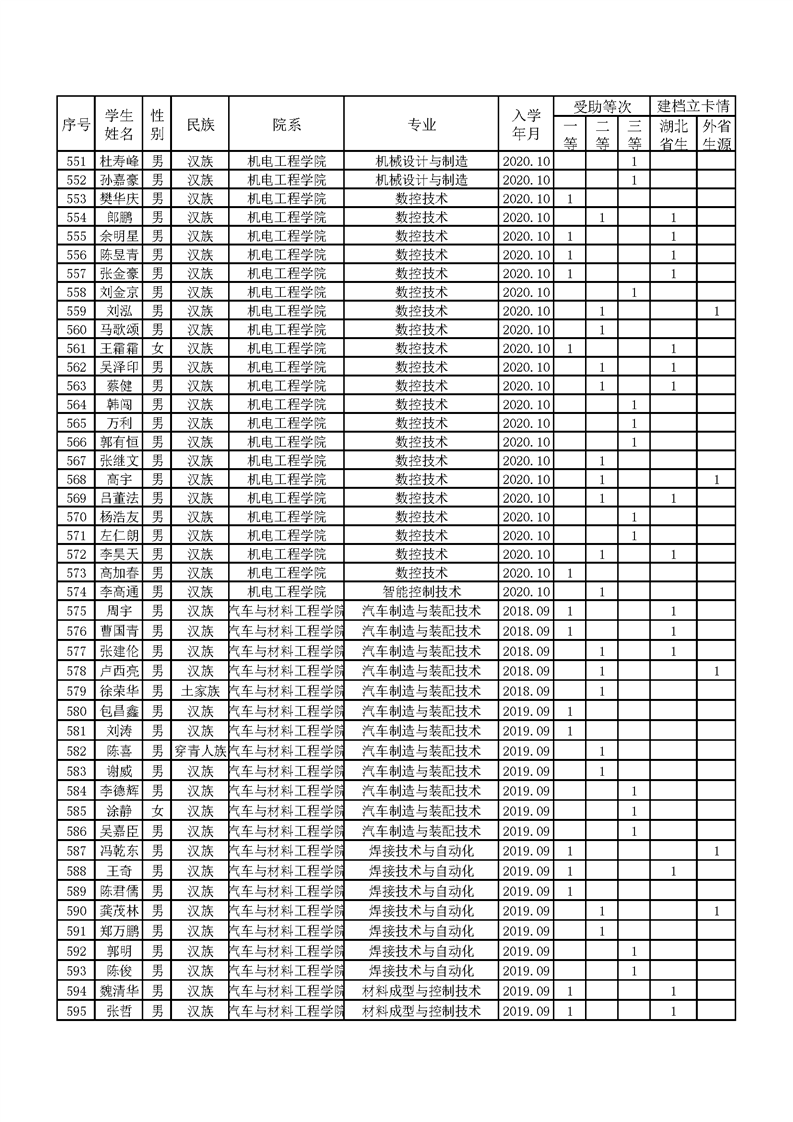 序号 学生姓名 性别 民族 院系 专业 入学年月 受助等次 建档立卡情
一等 二等 三等 湖北省生 外省生源
551 杜寿峰 男 汉族 机电工程学院 机械设计与制造 2020.10 1
552 孙嘉豪 男 汉族 机电工程学院 机械设计与制造 2020.10 1
553 樊华庆 男 汉族 机电工程学院 数控技术 2020.10 1
554 郎鹏 男 汉族 机电工程学院 数控技术 2020.10 1 1
555 余明星 男 汉族 机电工程学院 数控技术 2020.10 1 1
556 陈昱青 男 汉族 机电工程学院 数控技术 2020.10 1 1
557 张金豪 男 汉族 机电工程学院 数控技术 2020.10 1 1
558 刘金京 男 汉族 机电工程学院 数控技术 2020.10 1
559 刘泓 男 汉族 机电工程学院 数控技术 2020.10 1 1
560 马歌颂 男 汉族 机电工程学院 数控技术 2020.10 1
561 王霜霜 女 汉族 机电工程学院 数控技术 2020.10 1 1
562 吴泽印 男 汉族 机电工程学院 数控技术 2020.10 1 1
563 蔡健 男 汉族 机电工程学院 数控技术 2020.10 1 1
564 韩闯 男 汉族 机电工程学院 数控技术 2020.10 1
565 万利 男 汉族 机电工程学院 数控技术 2020.10 1
566 郭有恒 男 汉族 机电工程学院 数控技术 2020.10 1
567 张继文 男 汉族 机电工程学院 数控技术 2020.10 1
568 高宇 男 汉族 机电工程学院 数控技术 2020.10 1 1
569 吕董法 男 汉族 机电工程学院 数控技术 2020.10 1 1
570 杨浩友 男 汉族 机电工程学院 数控技术 2020.10 1
571 左仁朗 男 汉族 机电工程学院 数控技术 2020.10 1
572 李昊天 男 汉族 机电工程学院 数控技术 2020.10 1 1
573 高加春 男 汉族 机电工程学院 数控技术 2020.10 1
574 李高通 男 汉族 机电工程学院 智能控制技术 2020.10 1
575 周宇 男 汉族 汽车与材料工程学院 汽车制造与装配技术 2018.09 1 1
576 曹国青 男 汉族 汽车与材料工程学院 汽车制造与装配技术 2018.09 1 1
577 张建伦 男 汉族 汽车与材料工程学院 汽车制造与装配技术 2018.09 1 1
578 卢西亮 男 汉族 汽车与材料工程学院 汽车制造与装配技术 2018.09 1 1
579 徐荣华 男 土家族 汽车与材料工程学院 汽车制造与装配技术 2018.09 1
580 包昌鑫 男 汉族 汽车与材料工程学院 汽车制造与装配技术 2019.09 1
581 刘涛 男 汉族 汽车与材料工程学院 汽车制造与装配技术 2019.09 1
582 陈喜 男 穿青人族 汽车与材料工程学院 汽车制造与装配技术 2019.09 1
583 谢威 男 汉族 汽车与材料工程学院 汽车制造与装配技术 2019.09 1
584 李德辉 男 汉族 汽车与材料工程学院 汽车制造与装配技术 2019.09 1
585 涂静 女 汉族 汽车与材料工程学院 汽车制造与装配技术 2019.09 1
586 吴嘉臣 男 汉族 汽车与材料工程学院 汽车制造与装配技术 2019.09 1
587 冯乾东 男 汉族 汽车与材料工程学院 焊接技术与自动化 2019.09 1 1
588 王奇 男 汉族 汽车与材料工程学院 焊接技术与自动化 2019.09 1 1
589 陈君儒 男 汉族 汽车与材料工程学院 焊接技术与自动化 2019.09 1
590 龚茂林 男 汉族 汽车与材料工程学院 焊接技术与自动化 2019.09 1 1
591 郑万鹏 男 汉族 汽车与材料工程学院 焊接技术与自动化 2019.09 1
592 郭明 男 汉族 汽车与材料工程学院 焊接技术与自动化 2019.09 1
593 陈俊 男 汉族 汽车与材料工程学院 焊接技术与自动化 2019.09 1
594 魏清华 男 汉族 汽车与材料工程学院 材料成型与控制技术 2019.09 1 1
595 张哲 男 汉族 汽车与材料工程学院 材料成型与控制技术 2019.09 1 1